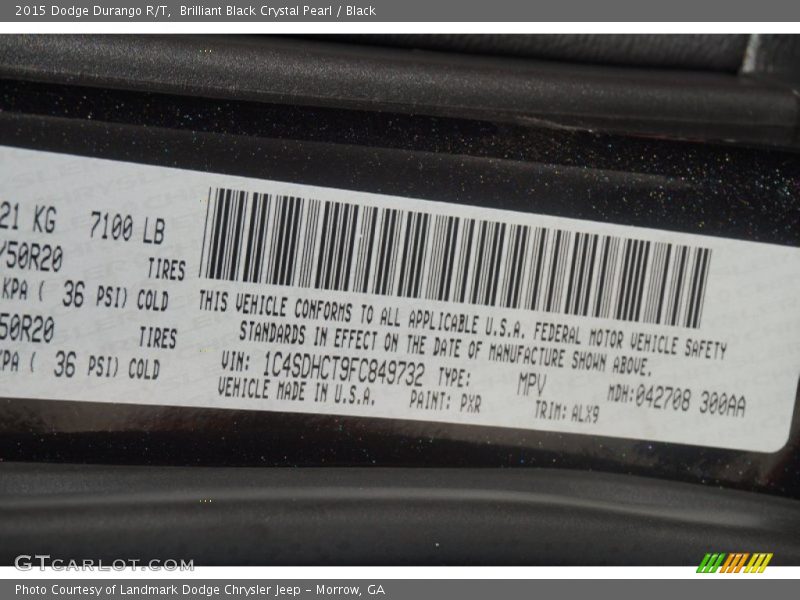 2015 Dodge Durango R/T, Brilliant Black Crystal Pearl / Black
21 KG 7100 LB
/50R20 TIRES
KPA ( 36 PSI) COLD
50R20 TIRES
KPA ( 36 PSI) COLD
THIS VEHICLE CONFORMS TO ALL APPLICABLE U.S.A. FEDERAL MOTOR VEHICLE SAFETY
STANDARDS IN EFFECT ON THE DATE OF MANUFACTURE SHOWN ABOVE.
VIN: 1C4SDHCT9FC849732 TYPE: MPV MDH:042708 300AA
VEHICLE MADE IN U.S.A. PAINT: PXR TRIM: ALX9
GTCARLOT.COM
Photo Courtesy of Landmark Dodge Chrysler Jeep - Morrow, GA